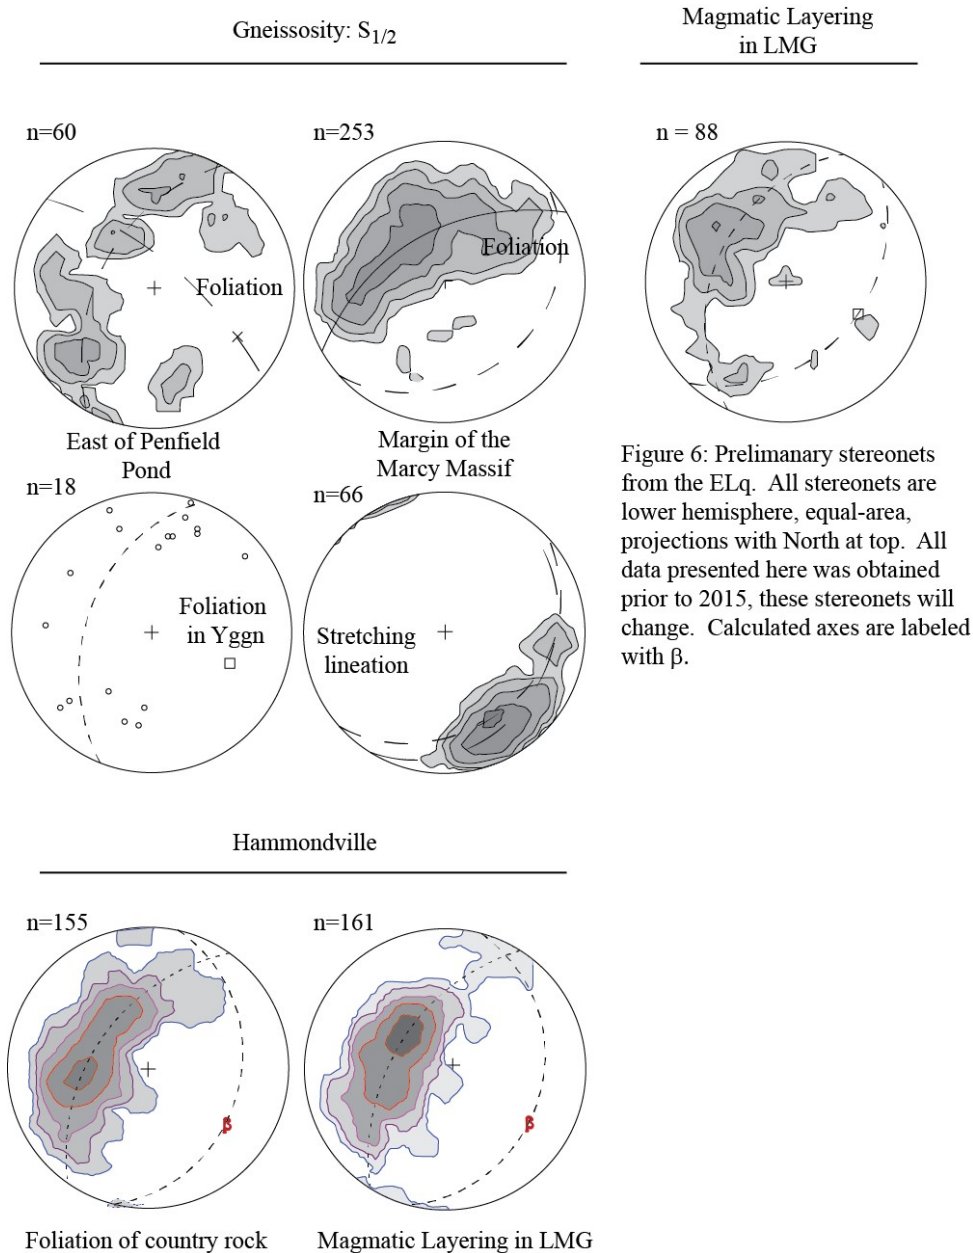 Gneissosity: S1/2
Magmatic Layering
in LMG
n=60
n=253
n = 88
Foliation
Foliation
East of Penfield
Pond
Margin of the
Marcy Massif
Figure 6: Prelimanary stereonets
from the ELq. All stereonets are
lower hemisphere, equal-area,
projections with North at top. All
data presented here was obtained
prior to 2015, these stereonets will
change. Calculated axes are labeled
with β.
n=18
n=66
Foliation
in Yggn
Stretching
lineation
Hammondville
n=155
n=161
β
β
Foliation of country rock
Magmatic Layering in LMG